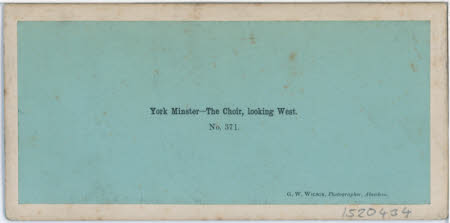 York Minster—The Choir, looking West.
No. 371.
G. W. Wilson, Photographer, Aberdeen.
1520434